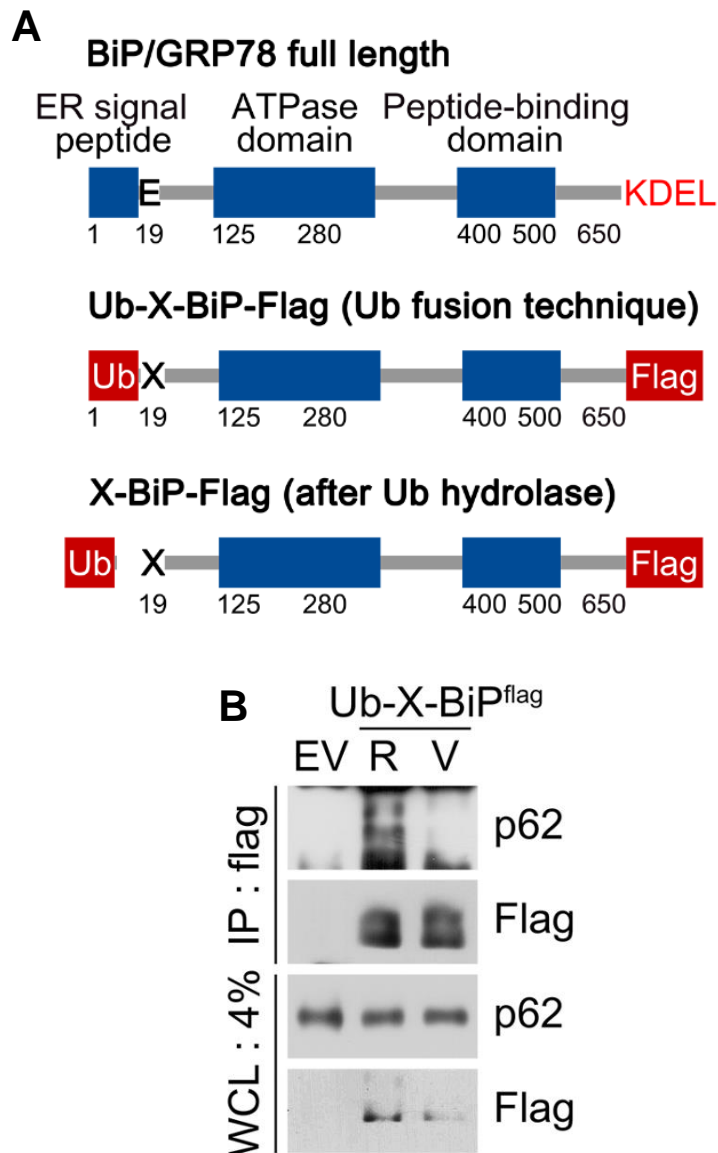 A
BiP/GRP78 full length
ER signal peptide
ATPase domain
Peptide-binding domain
E
KDEL
1 19 125 280 400 500 650
Ub-X-BiP-Flag (Ub fusion technique)
Ub X Flag
1 19 125 280 400 500 650
X-BiP-Flag (after Ub hydrolase)
Ub X Flag
19 125 280 400 500 650
B
Ub-X-BiPflag
EV R V
IP : flag
p62
Flag
WCL : 4%
p62
Flag